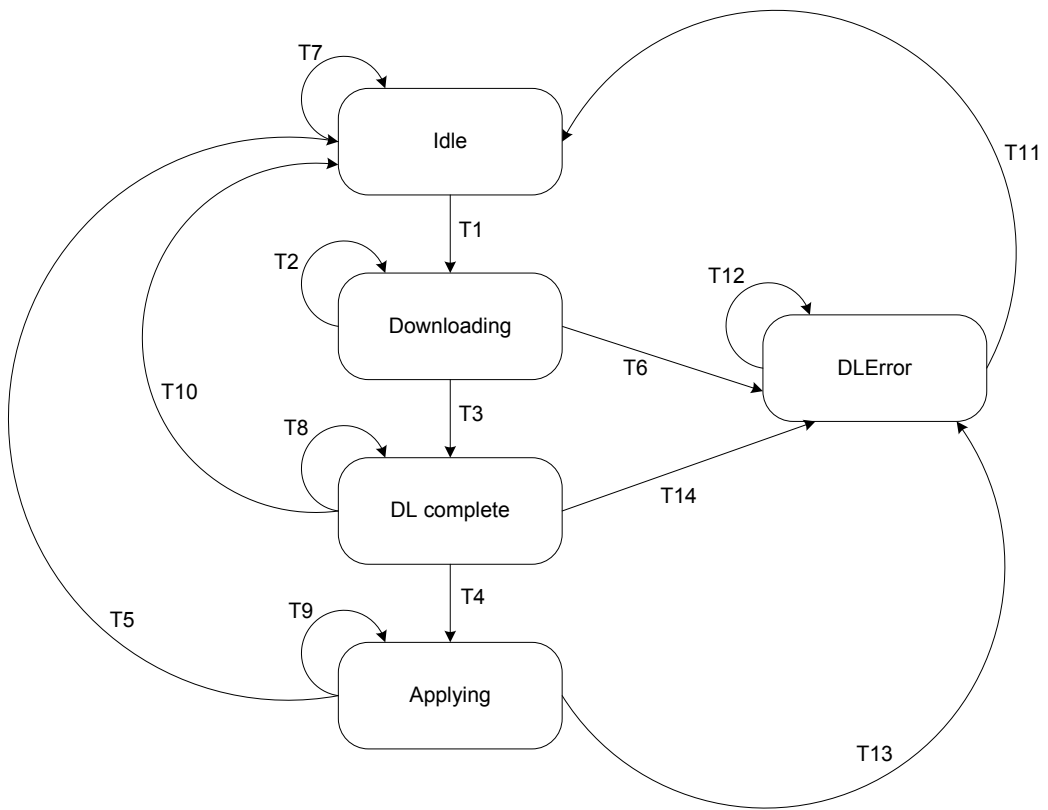 T7
Idle
T11
T1
T2
T12
Downloading
DLError
T6
T10
T3
T8
DL complete
T14
T4
T9
T5
Applying
T13